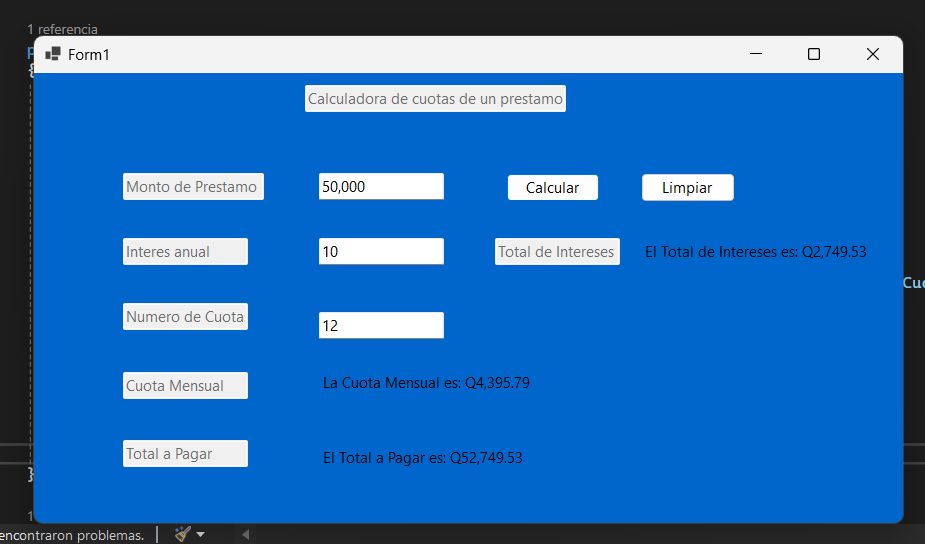 1 referencia
Form1
Calculadora de cuotas de un prestamo
Monto de Prestamo 50,000 Calcular Limpiar
Interes anual 10 Total de Intereses El Total de Intereses es: Q2,749.53
Cuo
Numero de Cuota 12
Cuota Mensual La Cuota Mensual es: Q4,395.79
Total a Pagar El Total a Pagar es: Q52,749.53
}
1
encontraron problemas.